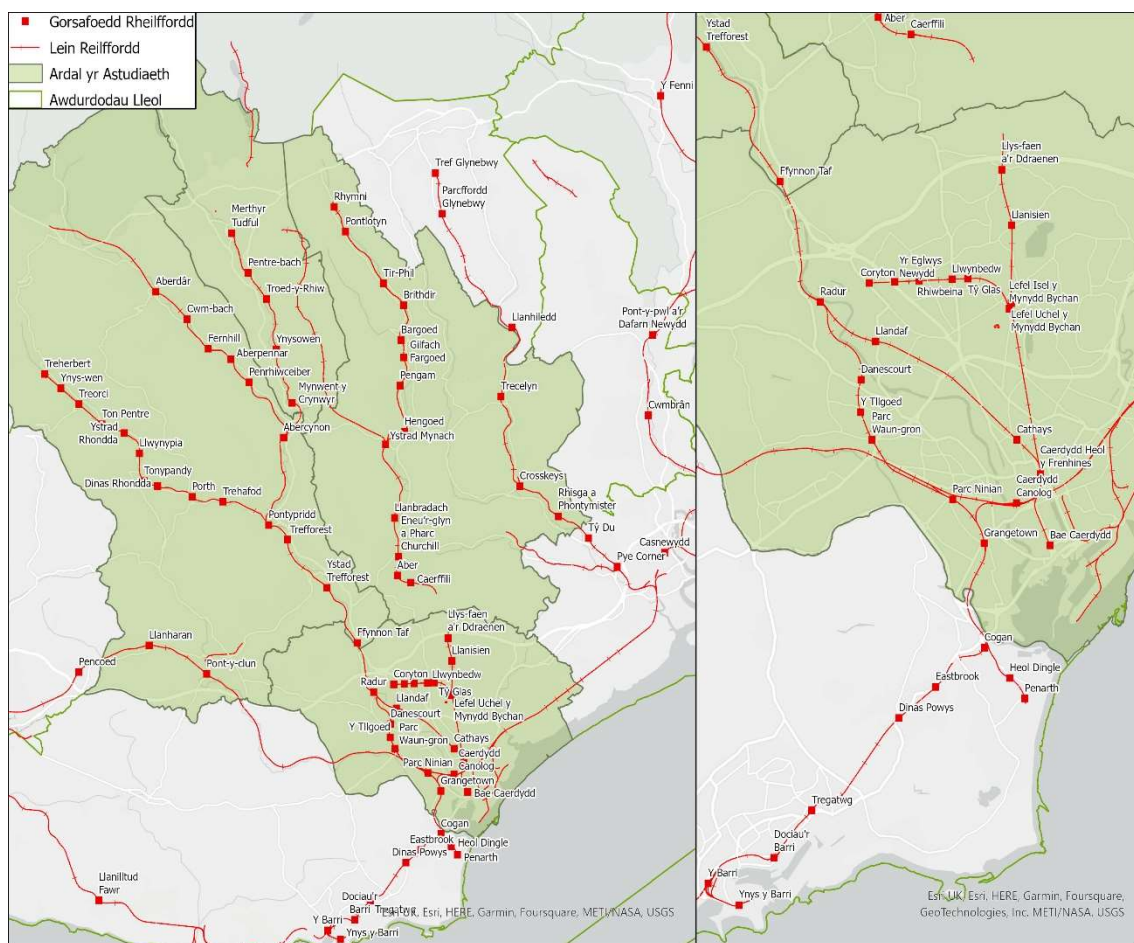 Gorsafoedd Rheilffordd
Lein Reilffordd
Ardal yr Astudiaeth
Awdurdodau Lleol
Y Fenni
Tref Glynebwy
Parcffordd
Glynebwy
Rhymni
Pontlotyn
Merthyr
Tudful
Pentre-bach
Tir-Phil
Troed-y-Rhiw
Brithdir
Aberdâr
Cwm-bach
Llanhiledd
Pont-y-pwl a'r
Dafarn Newydd
Bargoed
Gilfach
Fargoed
Fernhill
Ynysowen
Aberpennar
Treherbert
Ynys-wen
Penrhiwceiber
Pengam
Trecelyn
Treorci
Mynwent-y
Crynwyr
Cwmbrân
Ton Pentre
Ystrad
Rhondda
Abercynon
Hengoed
Ystrad Mynach
Llwynypia
Tonypandy
Dinas Rhondda
Porth
Trehafod
Crosskeys
Rhisga a
Phontymister
Pontypridd
Trefforest
Llanbradach
Eneu'r-glyn
a Pharc
Churchill
Tŷ Du
Casnewydd
Pye Corner
Aber
Caerffili
Ystad
Trefforest
Llys-faen
a'r Ddraenen
Llanharan
Ffynnon Taf
Llanisien
Pencoed
Pont-y-clun
Radur
Coryton
Llwynbedw
Tŷ Glas
Llandaf
Lefel Uchel y
Mynydd Bychan
Danescourt
Y Tllgoed
Parc
Waun-gron
Cathays
Caerdydd
Canolog
Parc Ninian
Grangetown
Bae Caerdydd
Cogan
Eastbrook
Heol Dingle
Dinas Powys
Penarth
Llanilltud
Fawr
Dociau'r
Barri
Tregatwg
Y Barri
Ynys y Barri
Esri UK, Esri, HERE, Garmin, Foursquare, METI/NASA, USGS
Ystad
Trefforest
Aber
Caerffili
Llys-faen
a'r Ddraenen
Ffynnon Taf
Llanisien
Coryton
Yr Eglwys
Newydd
Rhiwbeina
Llwynbedw
Tŷ Glas
Lefel Isel y
Mynydd Bychan
Lefel Uchel y
Mynydd Bychan
Radur
Llandaf
Danescourt
Y Tllgoed
Parc
Waun-gron
Cathays
Caerdydd Heol
y Frenhines
Caerdydd
Canolog
Parc Ninian
Grangetown
Bae Caerdydd
Cogan
Heol Dingle
Eastbrook
Penarth
Dinas Powys
Tregatwg
Dociau'r
Barri
Y Barri
Ynys y Barri
Esri UK, Esri, HERE, Garmin, Foursquare,
GeoTechnologies, Inc. METI/NASA, USGS